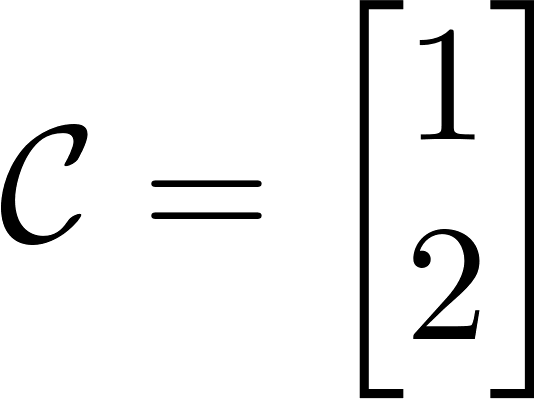 𝒞 = [1
2]